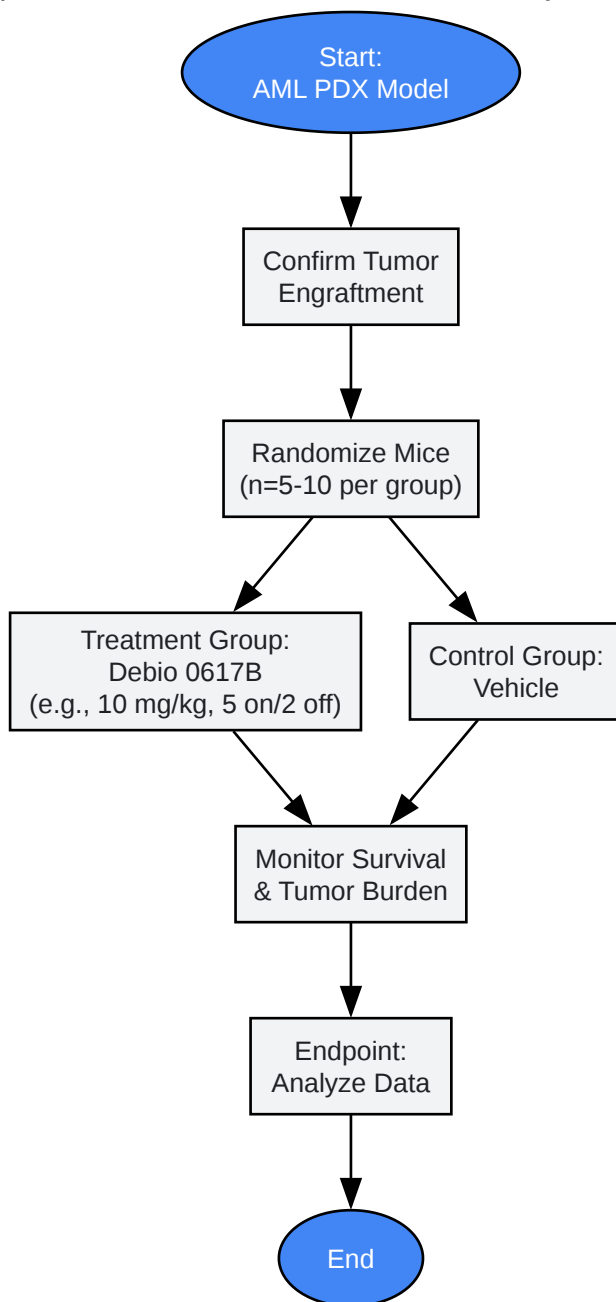 Start:
AML PDX Model
Confirm Tumor
Engraftment
Randomize Mice
(n=5-10 per group)
Treatment Group:
Debio 0617B
(e.g., 10 mg/kg, 5 on/2 off)
Control Group:
Vehicle
Monitor Survival
& Tumor Burden
Endpoint:
Analyze Data
End